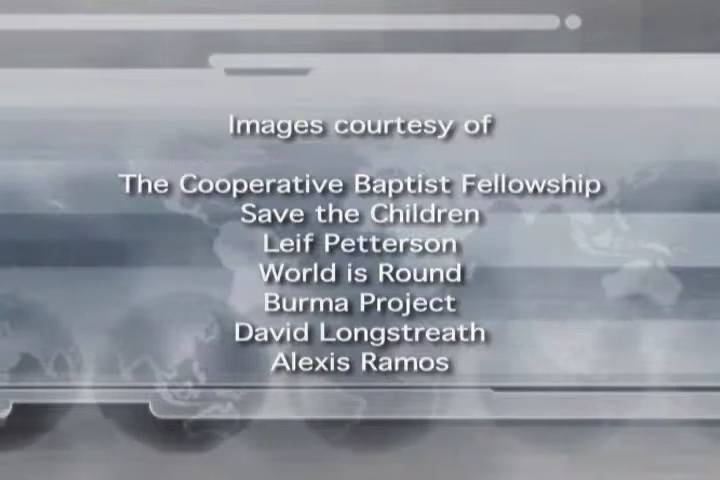 Images courtesy of
The Cooperative Baptist Fellowship
Save the Children
Leif Petterson
World is Round
Burma Project
David Longstreath
Alexis Ramos